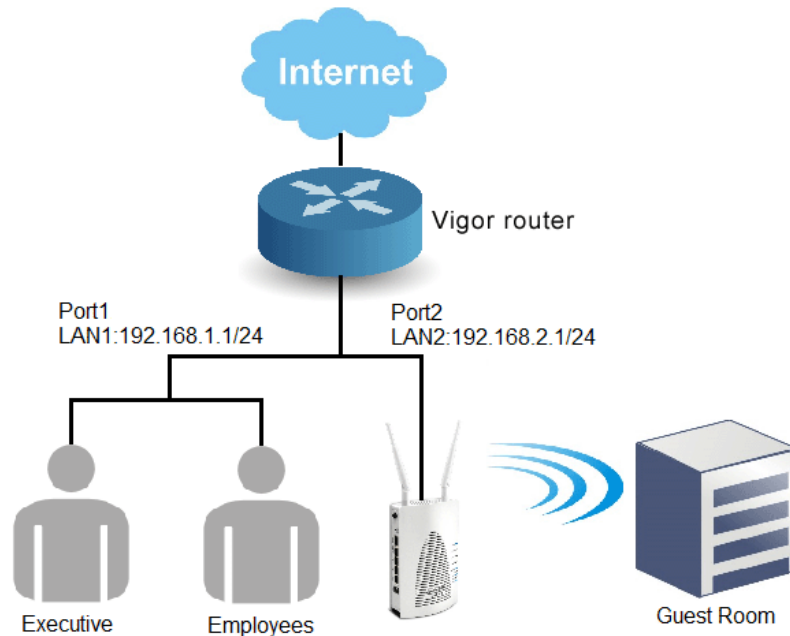 Internet
Vigor router
Port1
LAN1:192.168.1.1/24
Port2
LAN2:192.168.2.1/24
Executive
Employees
Guest Room